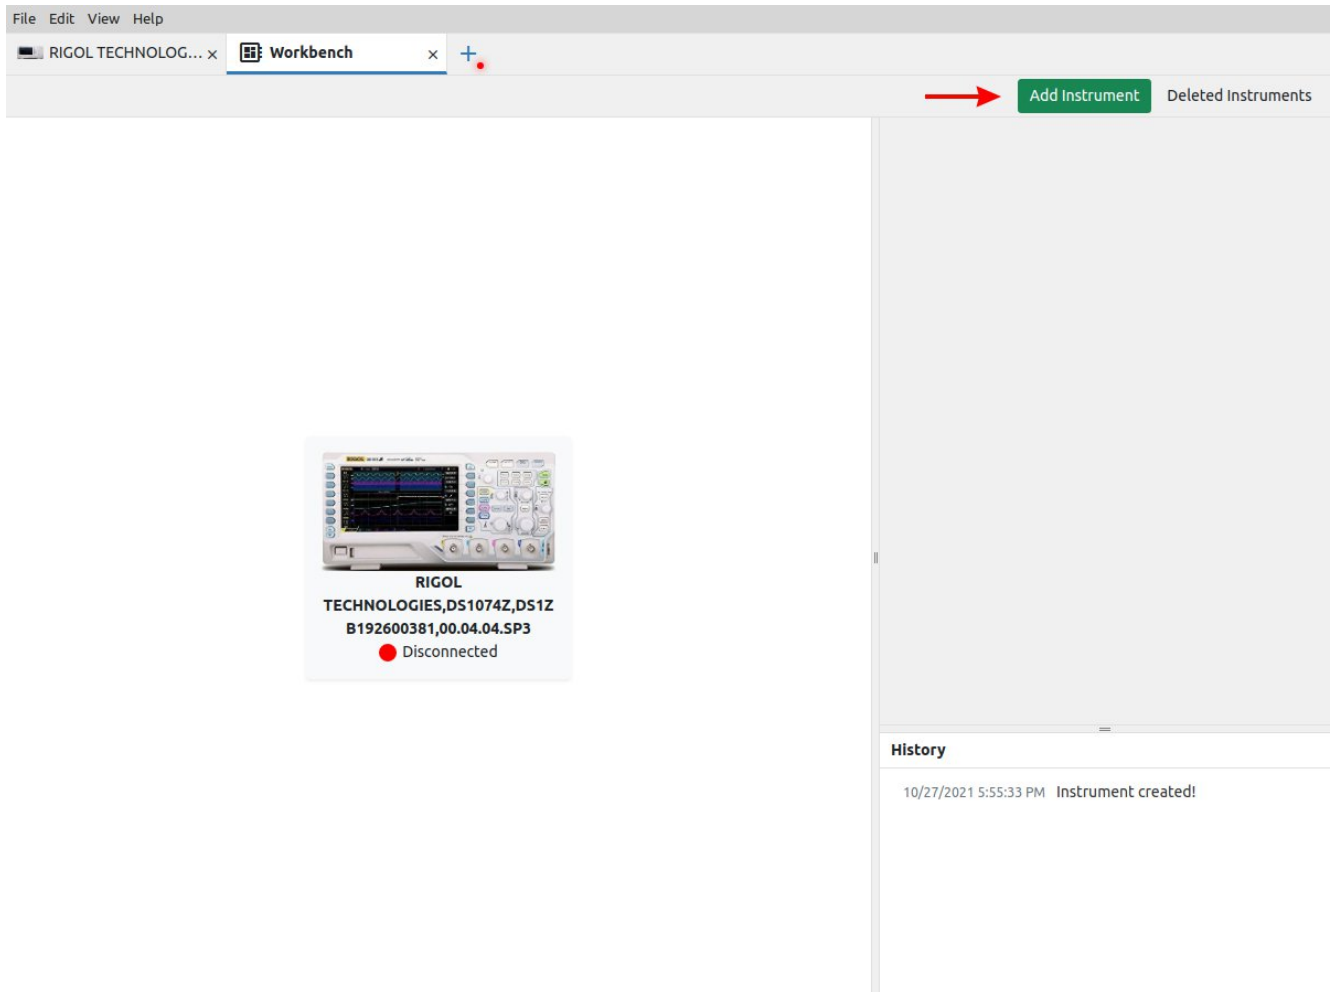 File Edit View Help
RIGOL TECHNOLOG... x Workbench x +
Add Instrument Deleted Instruments
RIGOL
RIGOL
TECHNOLOGIES,DS1074Z,DS1Z
B192600381,00.04.04.SP3
Disconnected
History
10/27/2021 5:55:33 PM Instrument created!